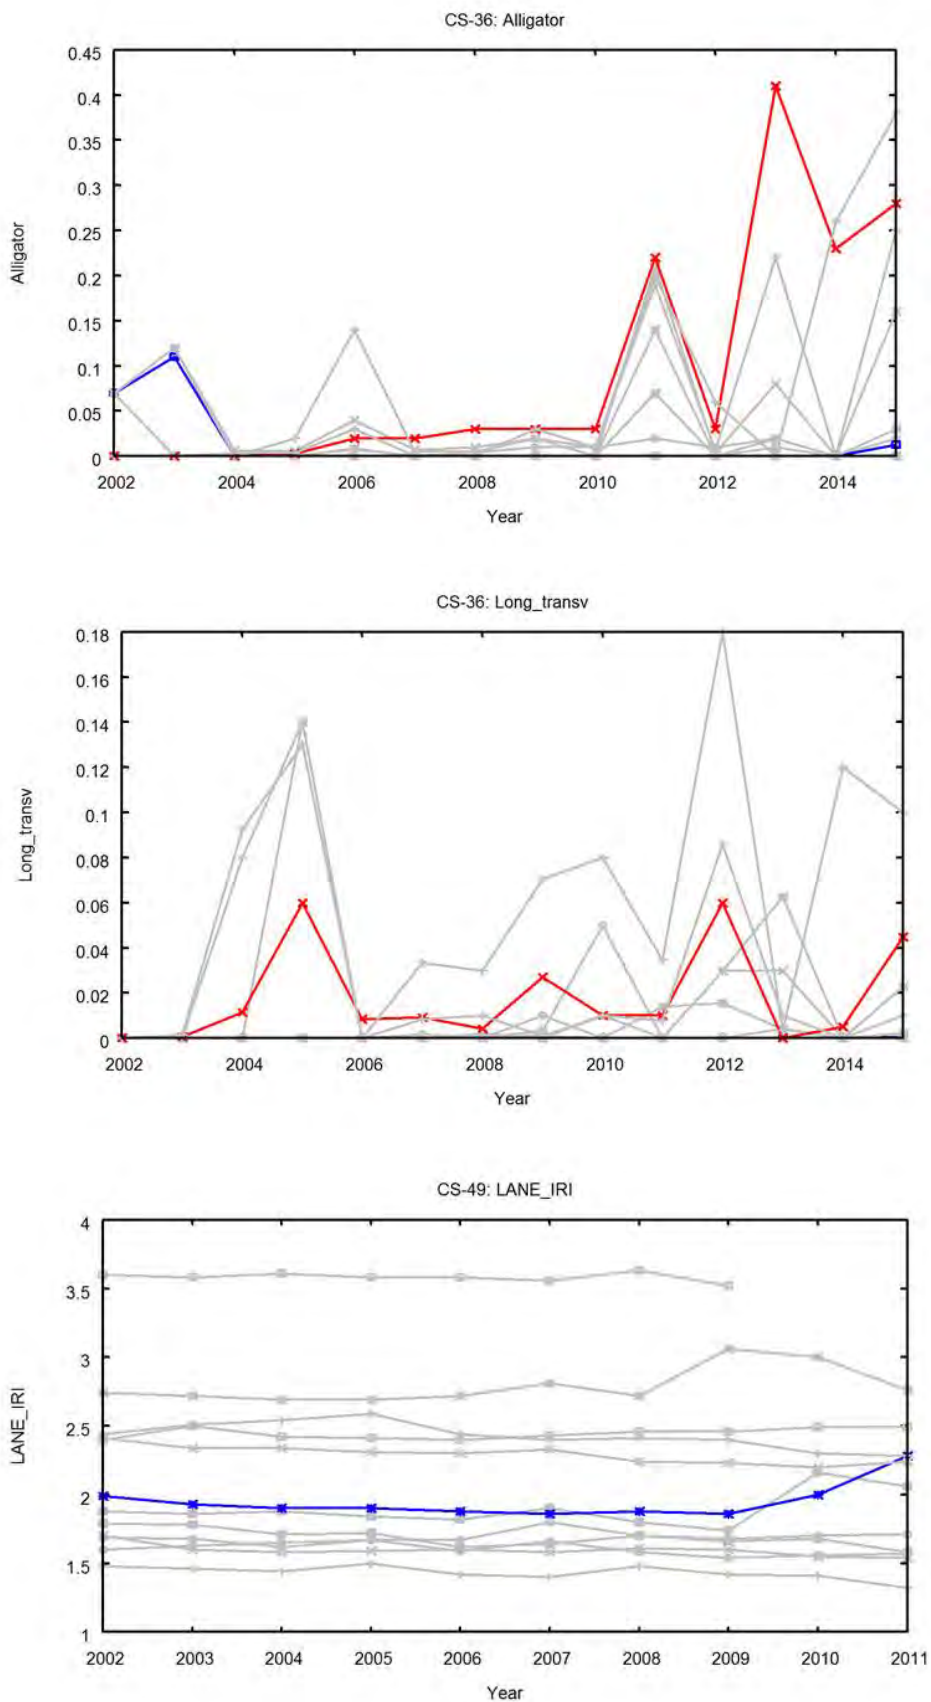 CS-36: Alligator
0.45
0.4
0.35
0.3
0.25
0.2
0.15
0.1
0.05
0
Alligator
2002 2004 2006 2008 2010 2012 2014
Year
CS-36: Long_transv
0.18
0.16
0.14
0.12
0.1
0.08
0.06
0.04
0.02
0
Long_transv
2002 2004 2006 2008 2010 2012 2014
Year
CS-49: LANE_IRI
4
3.5
3
2.5
2
1.5
1
LANE_IRI
2002 2003 2004 2005 2006 2007 2008 2009 2010 2011
Year